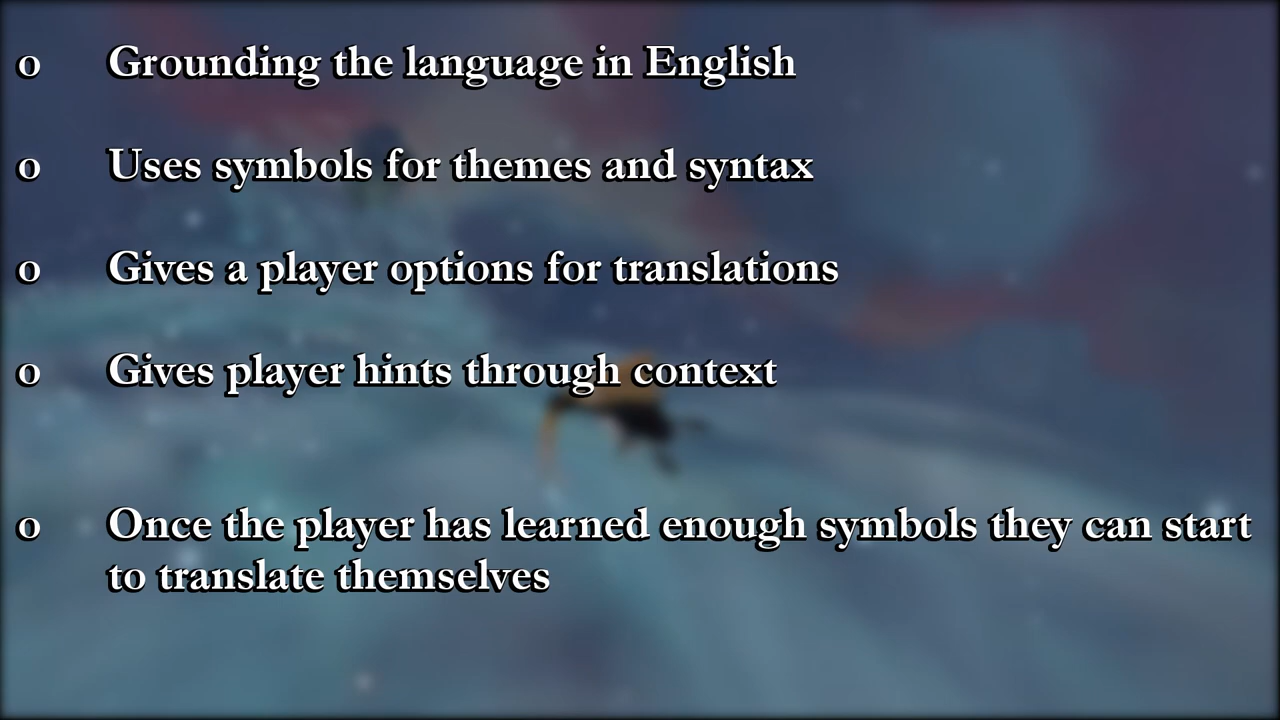 o Grounding the language in English
o Uses symbols for themes and syntax
o Gives a player options for translations
o Gives player hints through context
o Once the player has learned enough symbols they can start
to translate themselves